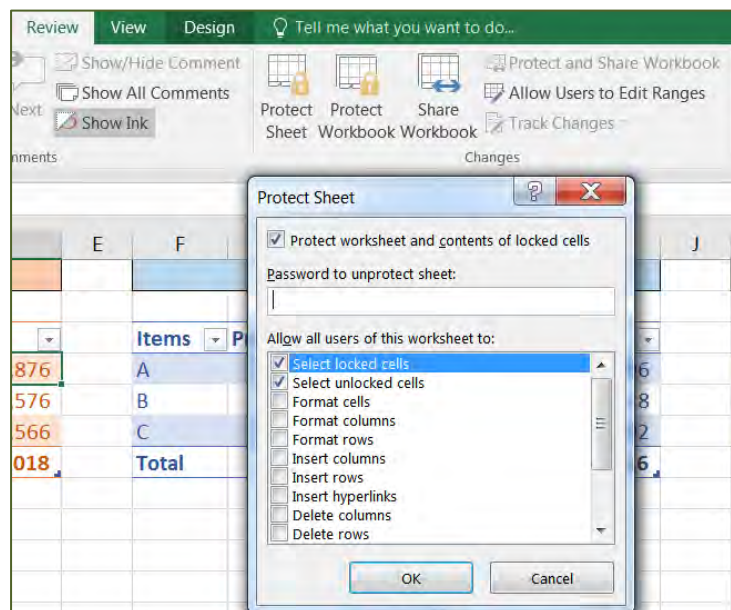 Review View Design Tell me what you want to do...
Show/Hide Comment
Show All Comments
Next
Show Ink
Protect Sheet
Protect Workbook
Share Workbook
Protect and Share Workbook
Allow Users to Edit Ranges
Track Changes
Changes
Protect Sheet
Protect worksheet and contents of locked cells
Password to unprotect sheet:
Allow all users of this worksheet to:
Select locked cells
Select unlocked cells
Format cells
Format columns
Format rows
Insert columns
Insert rows
Insert hyperlinks
Delete columns
Delete rows
OK Cancel
E F J
Items
876 A 6
576 B 8
566 C 2
018 Total 6